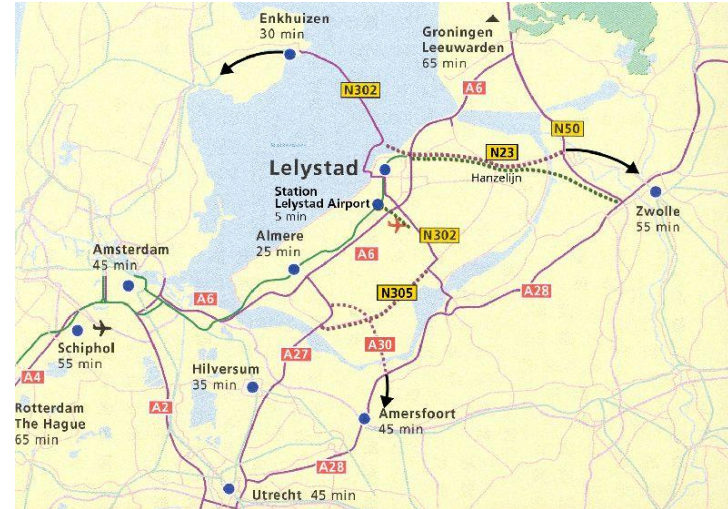 Enkhuizen
30 min
Groningen
Leeuwarden
65 min
N302
A6
N50
N23
Lelystad
Hanzelijn
Station
Lelystad Airport
5 min
Zwolle
55 min
N302
Almere
25 min
A6
Amsterdam
45 min
A6
N305
A28
Schiphol
55 min
A27
A30
Hilversum
35 min
A4
A2
Rotterdam
The Hague
65 min
Amersfoort
45 min
A28
Utrecht 45 min